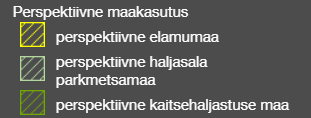 Perspektiivne maakasutus
perspektiivne elamumaa
perspektiivne haljasala
parkmetsamaa
perspektiivne kaitsehaljastuse maa